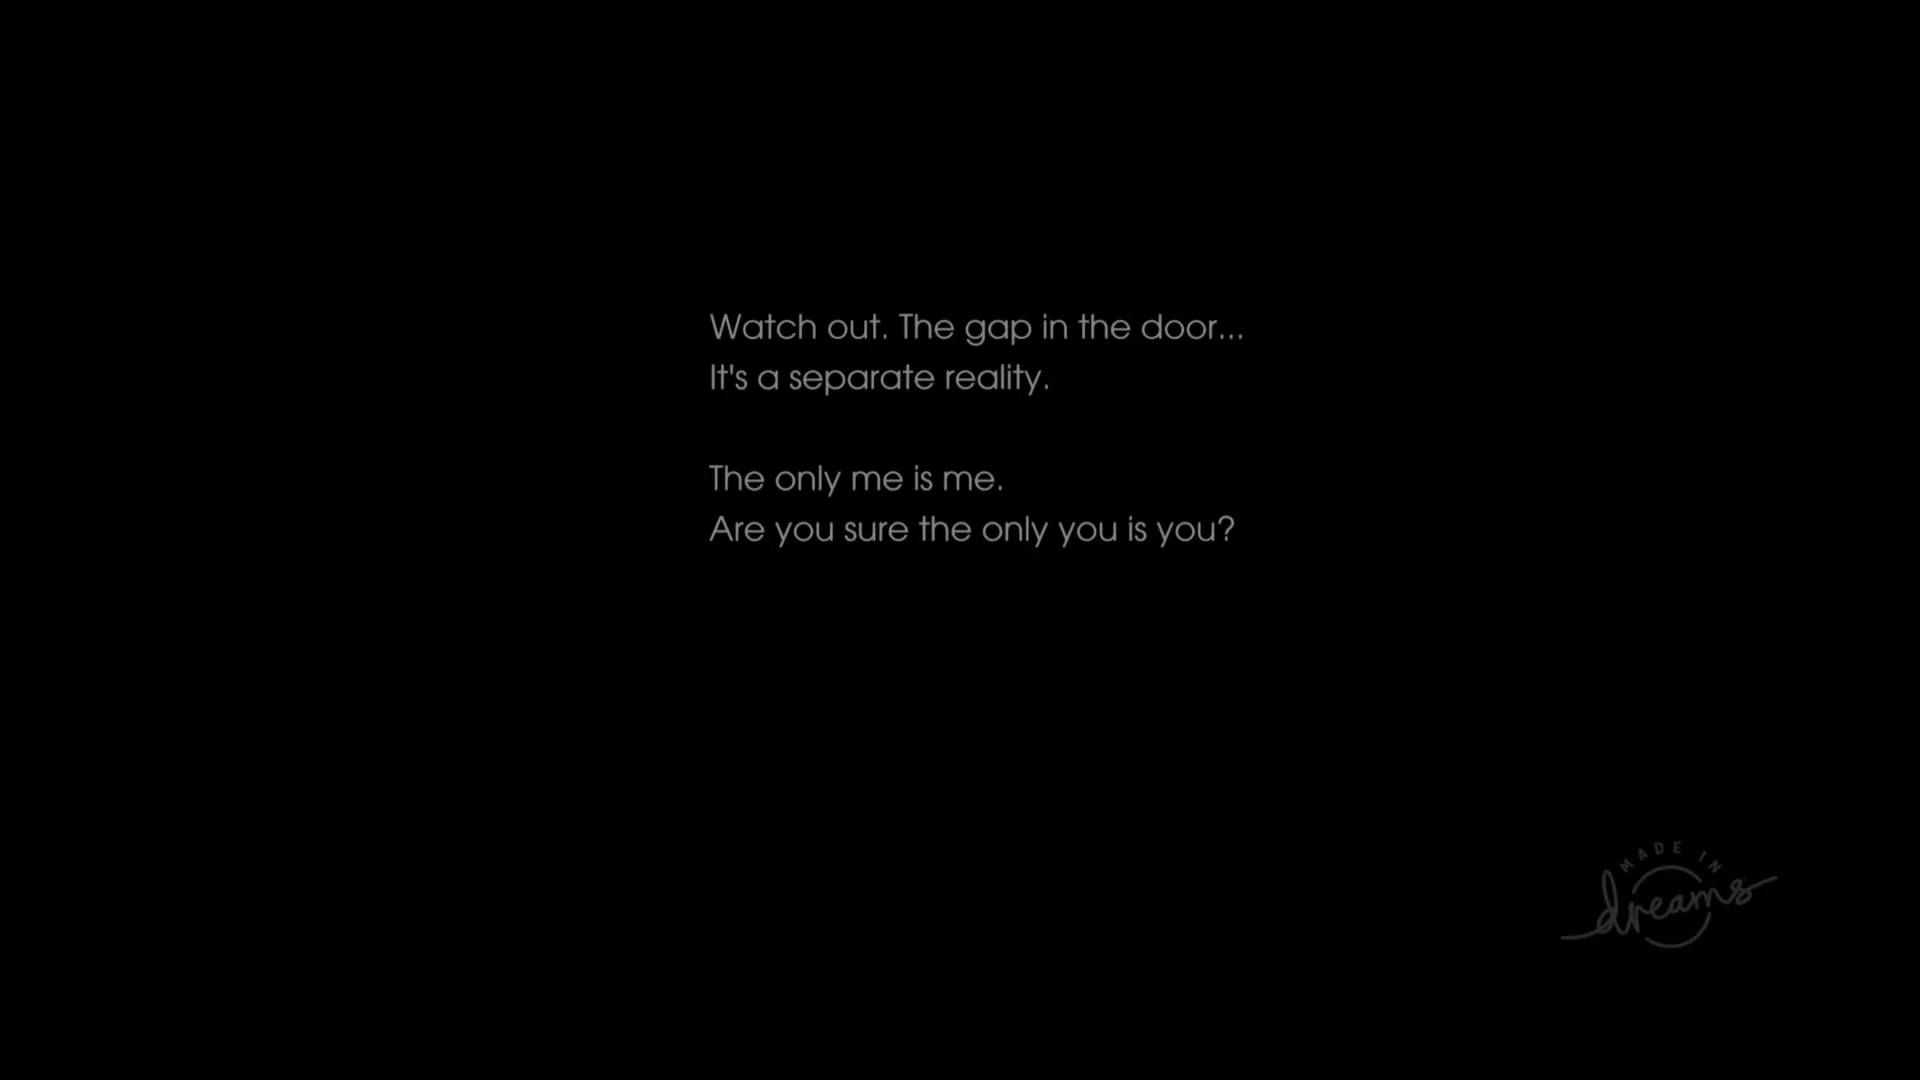 Watch out. The gap in the door...
It's a separate reality.
The only me is me.
Are you sure the only you is you?
MADE IN
dreams